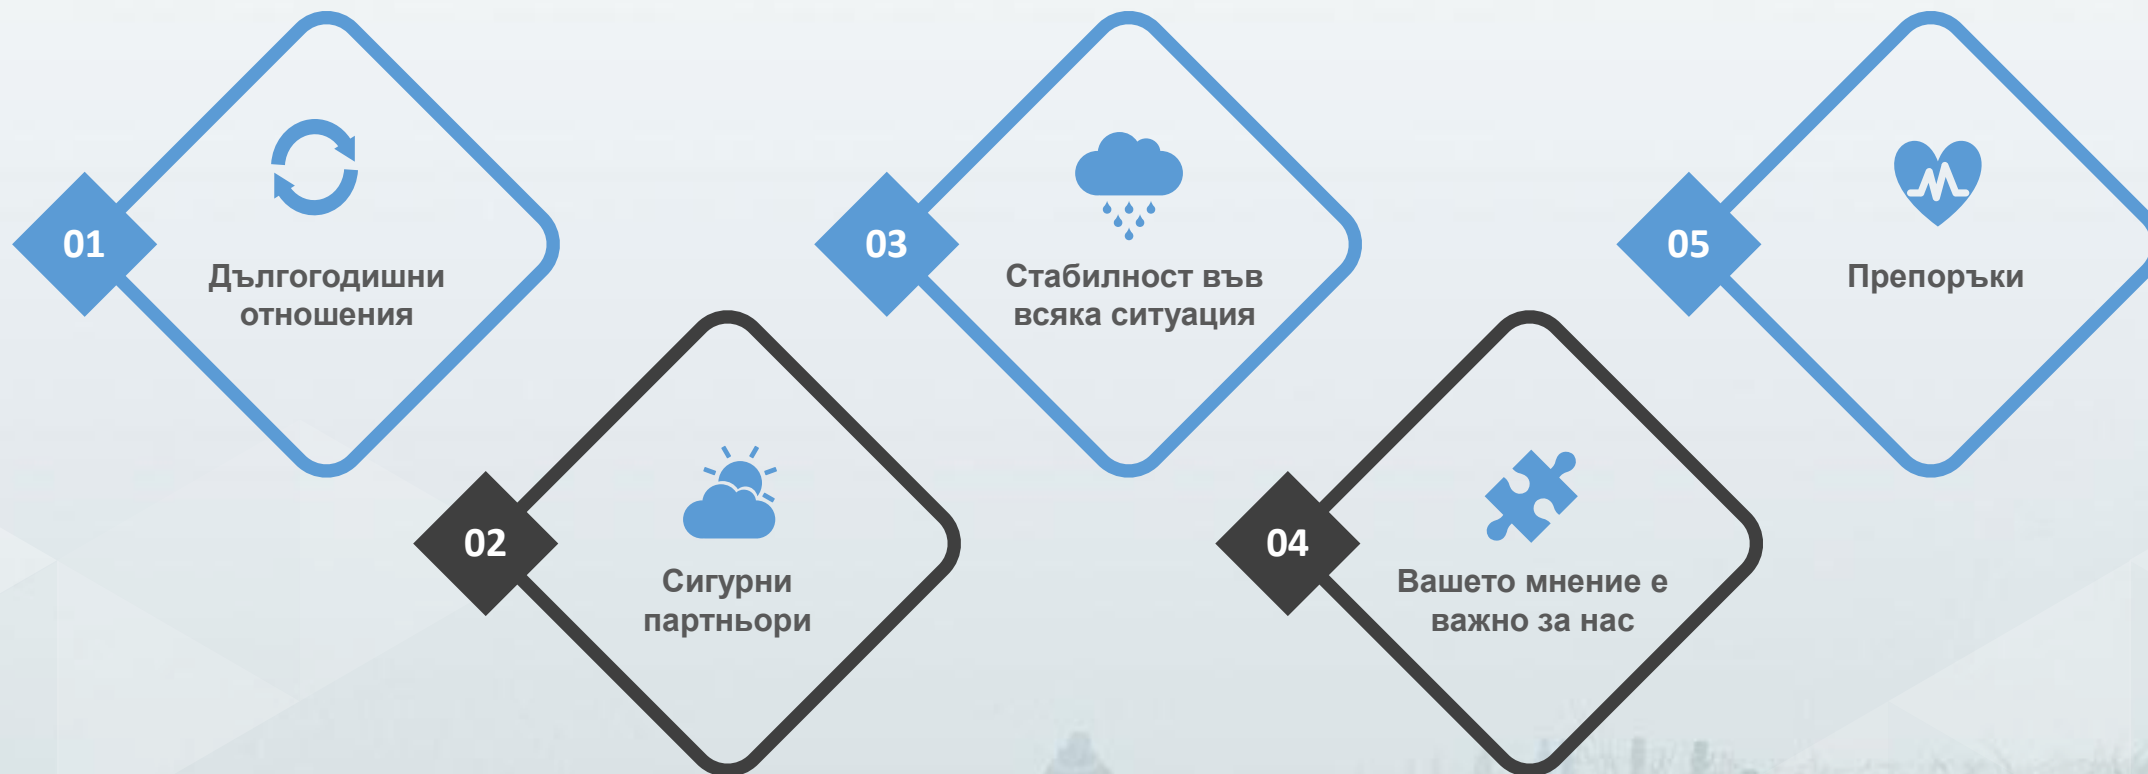 01
Дългогодишни
отношения
02
Сигурни
партньори
03
Стабилност във
всяка ситуация
04
Вашето мнение е
важно за нас
05
Препоръки